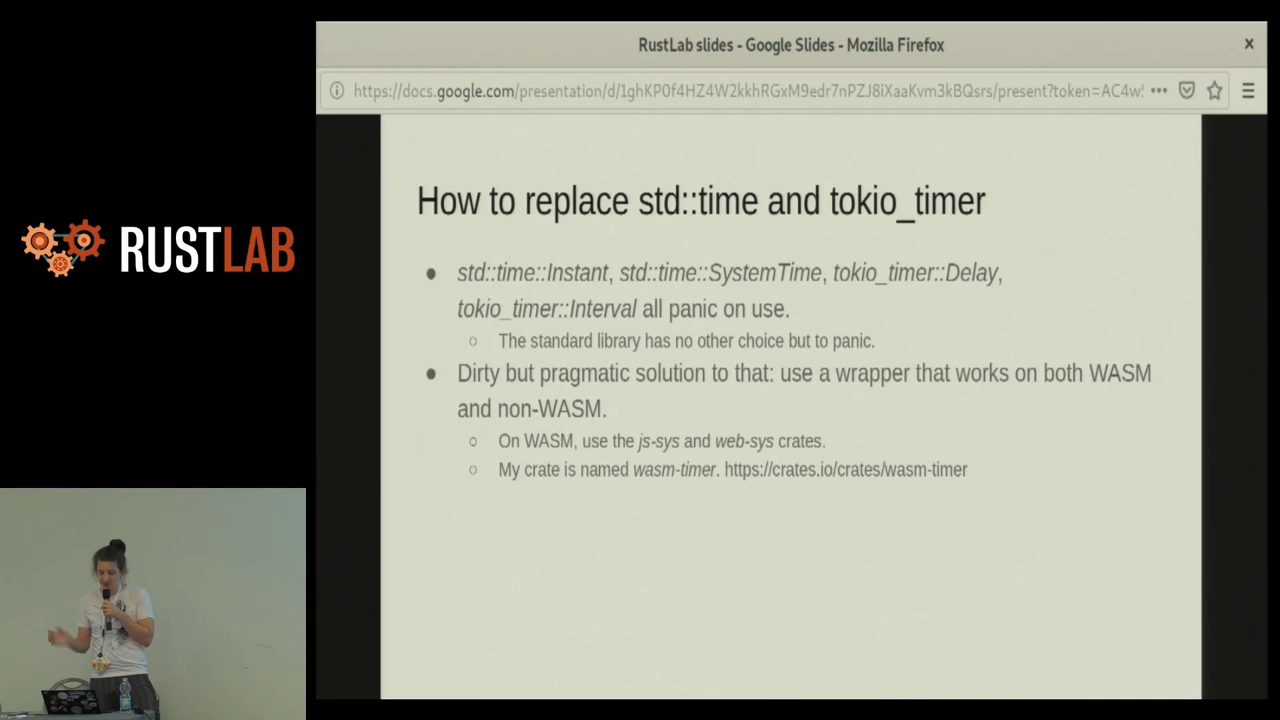 RustLab slides - Google Slides - Mozilla Firefox
https://docs.google.com/presentation/d/1ghKP0f4HZ4W2kkhRGxM9edr7nPZJ8iXaaKvm3kBQsrs/present?token=AC4w
How to replace std::time and tokio_timer
● std::time::Instant, std::time::SystemTime, tokio_timer::Delay,
tokio_timer::Interval all panic on use.
○ The standard library has no other choice but to panic.
● Dirty but pragmatic solution to that: use a wrapper that works on both WASM
and non-WASM.
○ On WASM, use the js-sys and web-sys crates.
○ My crate is named wasm-timer. https://crates.io/crates/wasm-timer
RUSTLAB